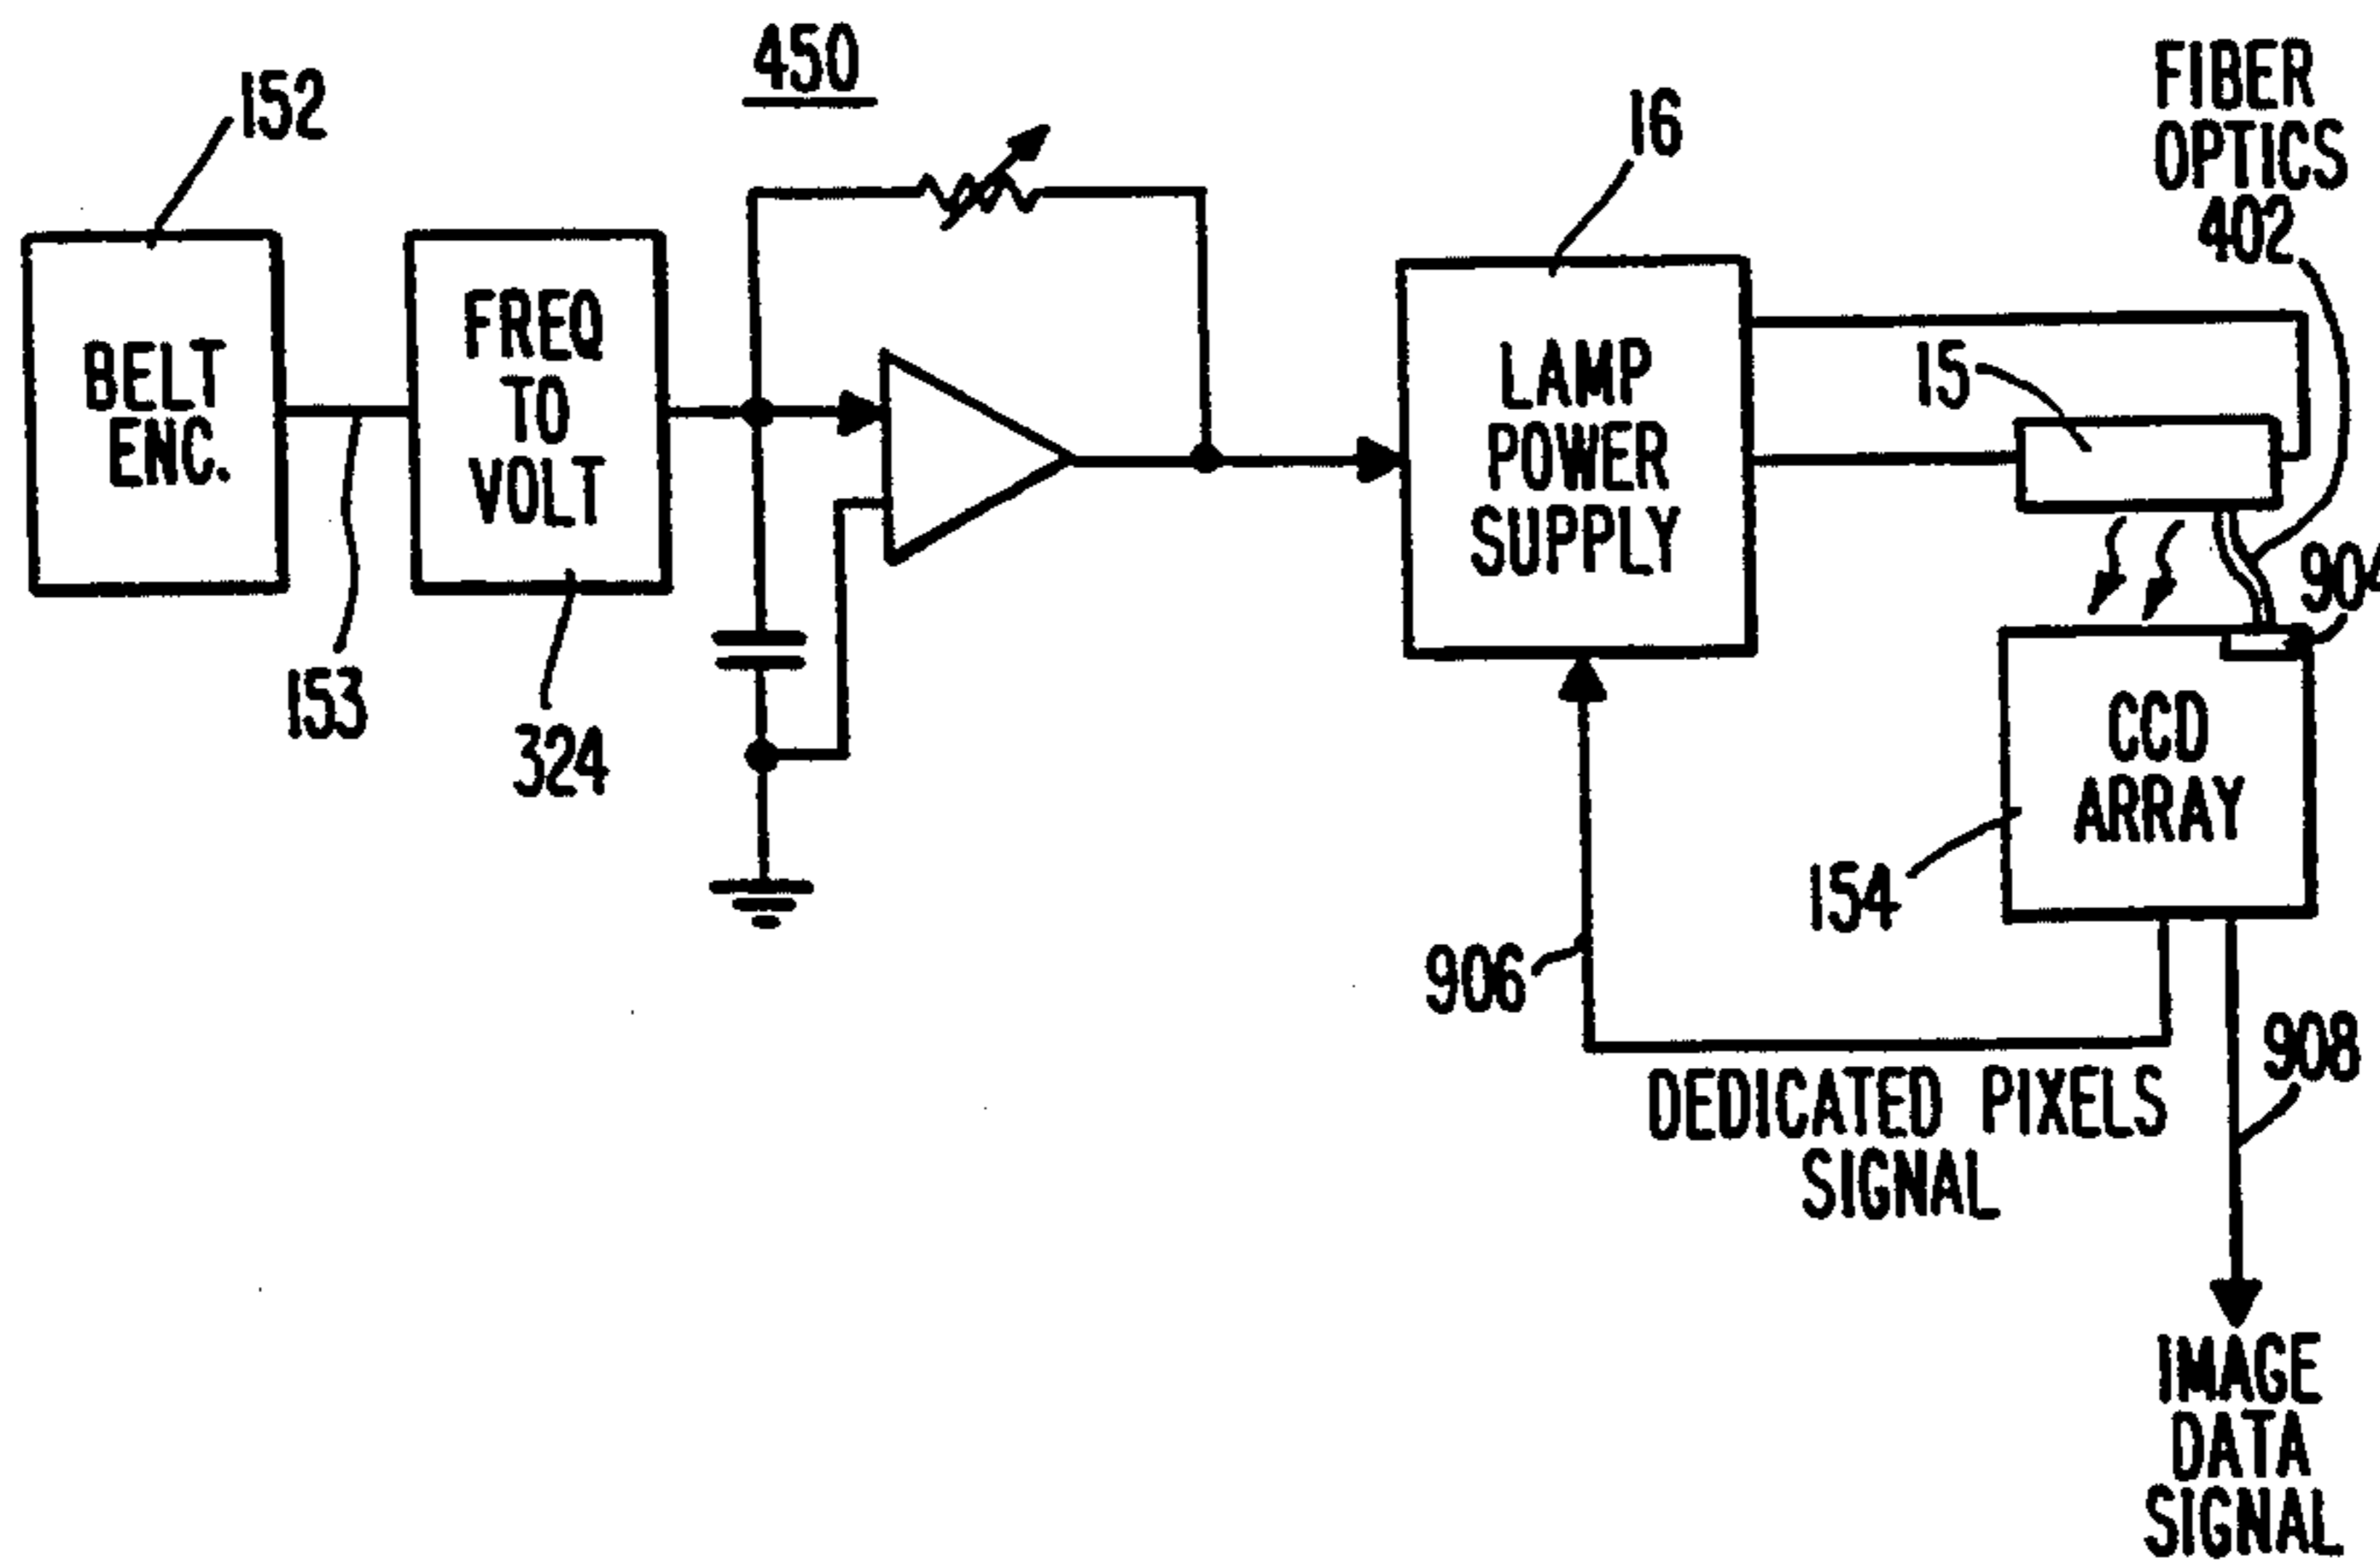 450
152
BELT
ENC.
153
FREQ
TO
VOLT
324
16
LAMP
POWER
SUPPLY
FIBER
OPTICS
402
15
904
CCD
ARRAY
154
906
DEDICATED PIXELS
SIGNAL
908
IMAGE
DATA
SIGNAL